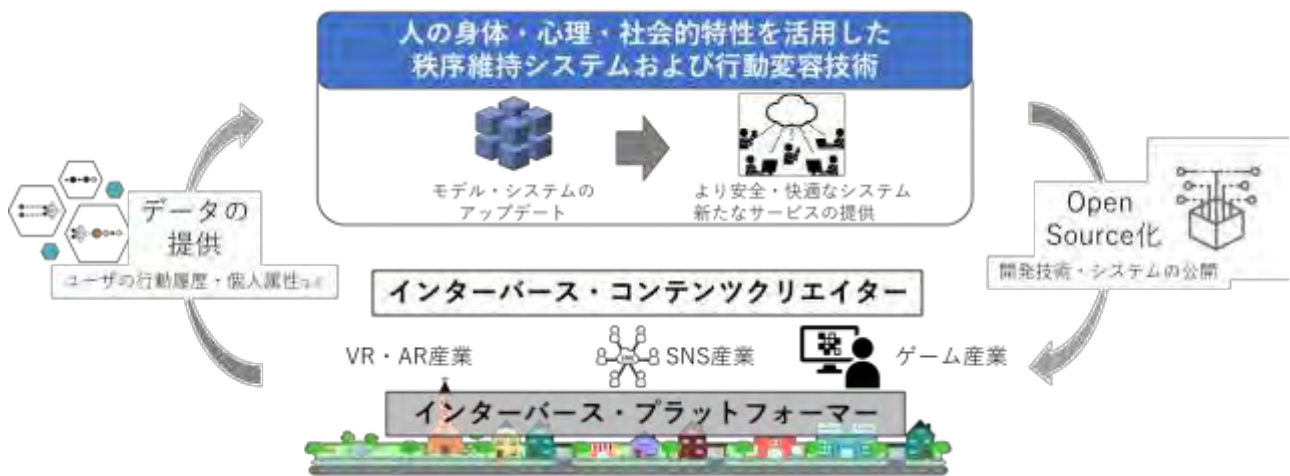 人の身体・心理・社会的特性を活用した
秩序維持システムおよび行動変容技術
モデル・システムの
アップデート
より安全・快適なシステム
新たなサービスの提供
データの
提供
ユーザの行動履歴・個人属性など
Open
Source化
開発技術・システムの公開
インターバース・コンテンツクリエイター
VR・AR産業
SNS産業
ゲーム産業
インターバース・プラットフォーマー